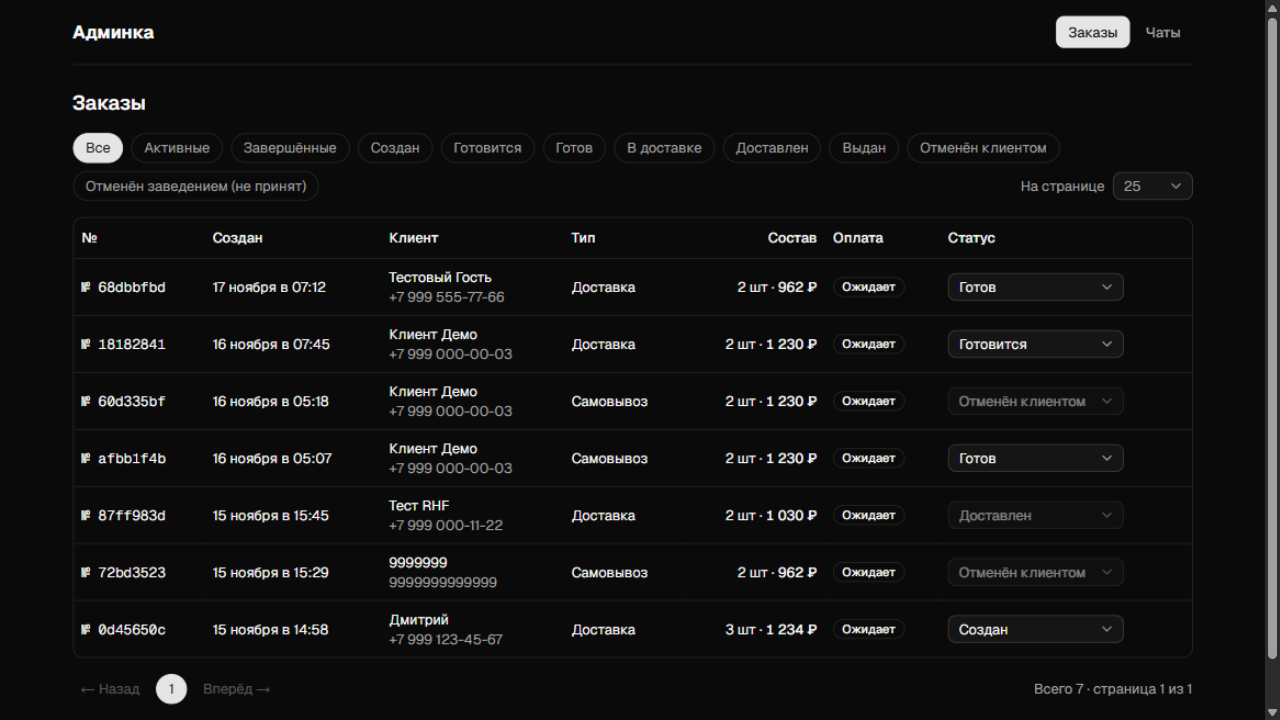 Админка
Заказы Чаты
Заказы
Все Активные Завершённые Создан Готовится Готов В доставке Доставлен Выдан Отменён клиентом
Отменён заведением (не принят) На странице 25
№ Создан Клиент Тип Состав Оплата Статус
№ 68dbbfbd 17 ноября в 07:12 Тестовый Гость Доставка 2 шт · 962 ₽ Ожидает Готов
+7 999 555-77-66
№ 18182841 16 ноября в 07:45 Клиент Демо Доставка 2 шт · 1 230 ₽ Ожидает Готовится
+7 999 000-00-03
№ 60d335bf 16 ноября в 05:18 Клиент Демо Самовывоз 2 шт · 1 230 ₽ Ожидает Отменён клиентом
+7 999 000-00-03
№ afbb1f4b 16 ноября в 05:07 Клиент Демо Самовывоз 2 шт · 1 230 ₽ Ожидает Готов
+7 999 000-00-03
№ 87ff983d 15 ноября в 15:45 Тест RHF Доставка 2 шт · 1 030 ₽ Ожидает Доставлен
+7 999 000-11-22
№ 72bd3523 15 ноября в 15:29 9999999 Самовывоз 2 шт · 962 ₽ Ожидает Отменён клиентом
9999999999999
№ 0d45650c 15 ноября в 14:58 Дмитрий Доставка 3 шт · 1 234 ₽ Ожидает Создан
+7 999 123-45-67
← Назад 1 Вперёд → Всего 7 · страница 1 из 1